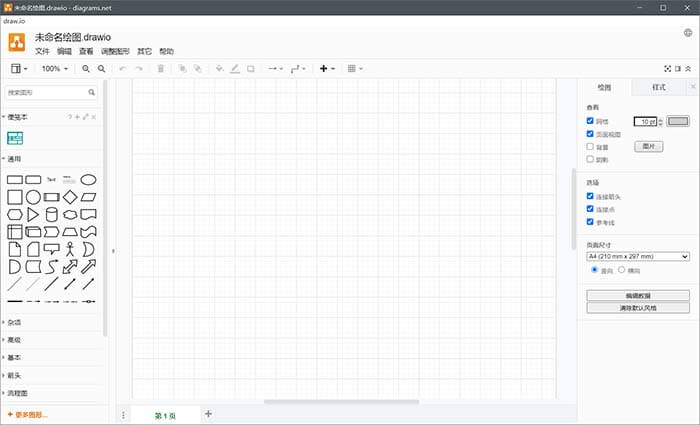 未命名绘图.drawio - diagrams.net
draw.io
未命名绘图.drawio
文件 编辑 查看 调整图形 其它 帮助
100%
搜索图形
便笺本
通用
Text
杂项
高级
基本
箭头
流程图
+ 更多图形...
第 1 页
绘图 样式
查看
网格 10 pt
页面视图
背景 图片
阴影
选项
连接箭头
连接点
参考线
页面尺寸
A4 (210 mm x 297 mm)
竖向 横向
编辑数据
清除默认风格